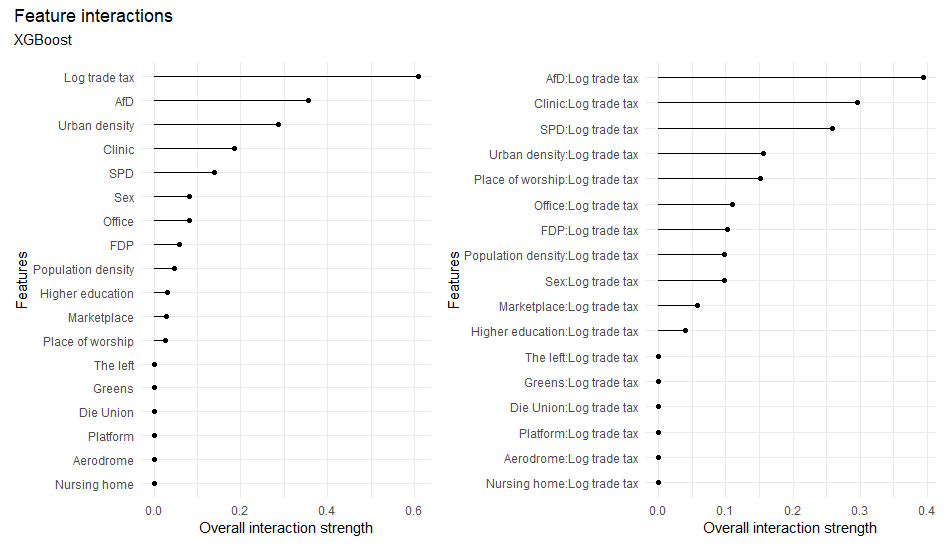 Feature interactions
XGBoost
Features
Log trade tax
AfD
Urban density
Clinic
SPD
Sex
Office
FDP
Population density
Higher education
Marketplace
Place of worship
The left
Greens
Die Union
Platform
Aerodrome
Nursing home
0.0 0.2 0.4 0.6
Overall interaction strength
Features
AfD:Log trade tax
Clinic:Log trade tax
SPD:Log trade tax
Urban density:Log trade tax
Place of worship:Log trade tax
Office:Log trade tax
FDP:Log trade tax
Population density:Log trade tax
Sex:Log trade tax
Marketplace:Log trade tax
Higher education:Log trade tax
The left:Log trade tax
Greens:Log trade tax
Die Union:Log trade tax
Platform:Log trade tax
Aerodrome:Log trade tax
Nursing home:Log trade tax
0.0 0.1 0.2 0.3 0.4
Overall interaction strength